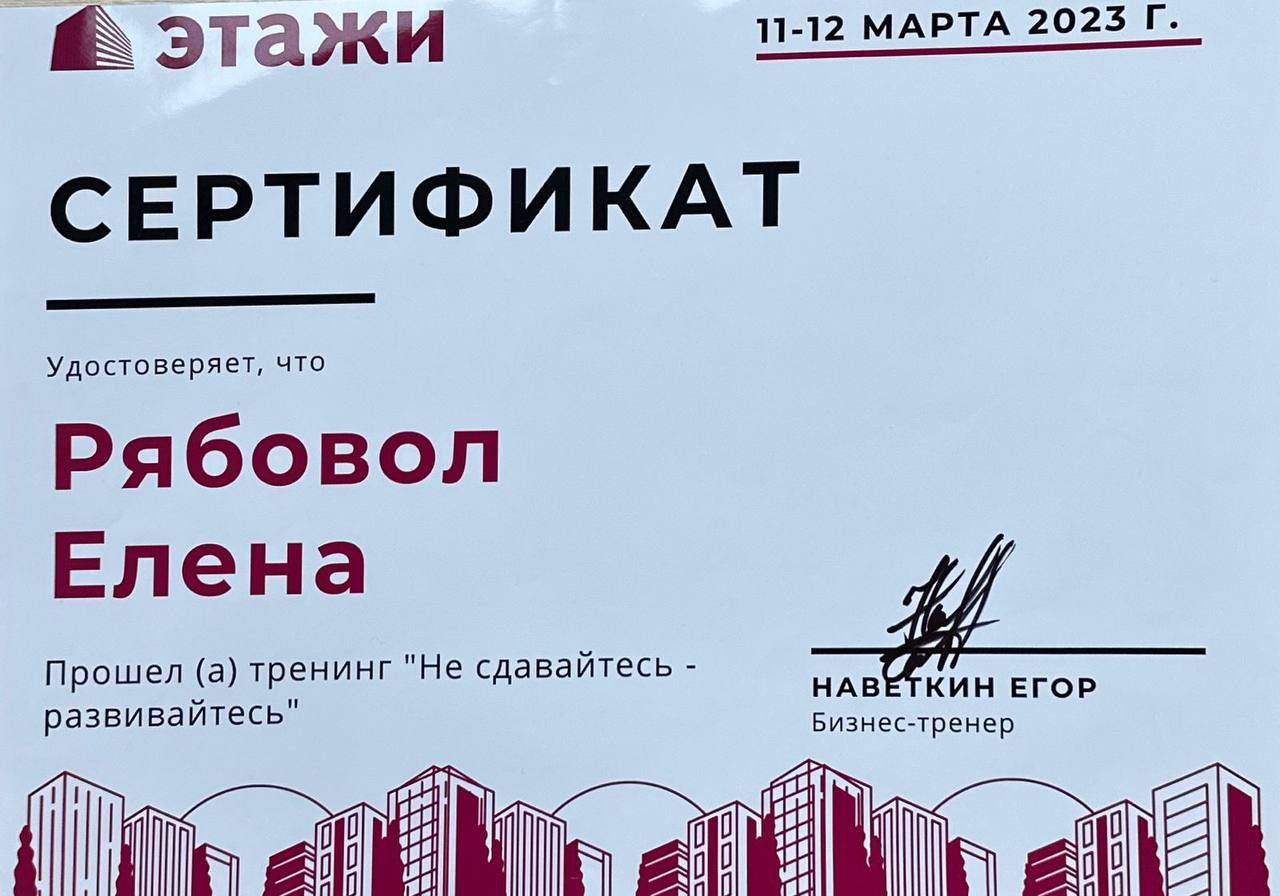 этажи
11-12 МАРТА 2023 Г.
СЕРТИФИКАТ
Удостоверяет, что
Рябовол
Елена
Прошел (а) тренинг "Не сдавайтесь -
развивайтесь"
НАВЕТКИН ЕГОР
Бизнес-тренер